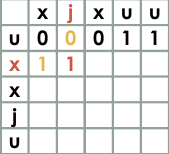 x j x u u
u 0 0 0 1 1
x 1 1
x
j
u